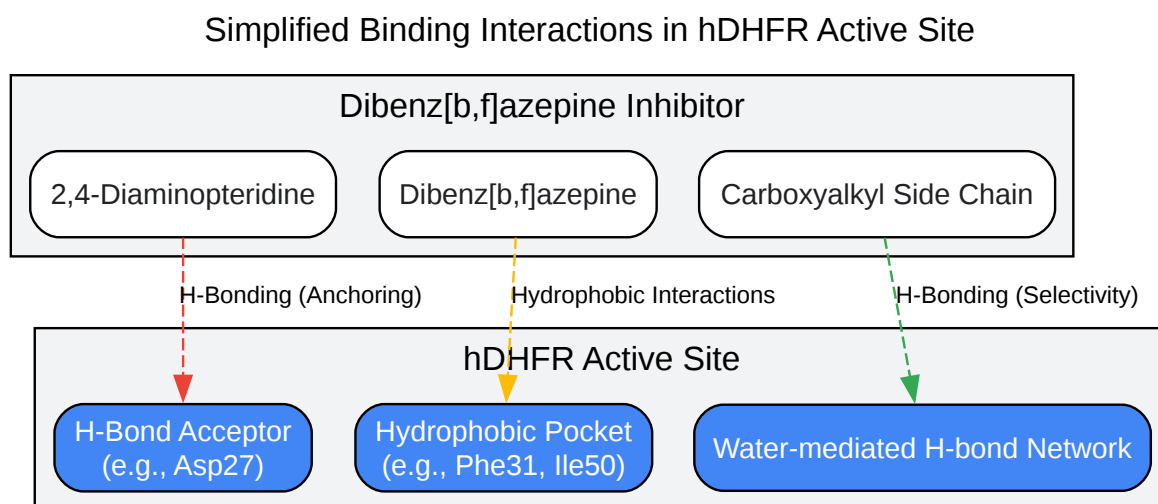 Simplified Binding Interactions in hDHFR Active Site
Dibenz[b,f]azepine Inhibitor
2,4-Diaminopteridine
Dibenz[b,f]azepine
Carboxyalkyl Side Chain
H-Bonding (Anchoring)
Hydrophobic Interactions
H-Bonding (Selectivity)
hDHFR Active Site
H-Bond Acceptor
(e.g., Asp27)
Hydrophobic Pocket
(e.g., Phe31, Ile50)
Water-mediated H-bond Network